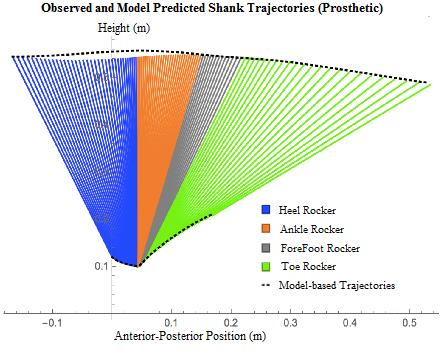 Observed and Model Predicted Shank Trajectories (Prosthetic)
Height (m)
Heel Rocker
Ankle Rocker
ForeFoot Rocker
Toe Rocker
Model-based Trajectories
0.1
−0.1 0.1 0.2 0.3 0.4 0.5
Anterior-Posterior Position (m)